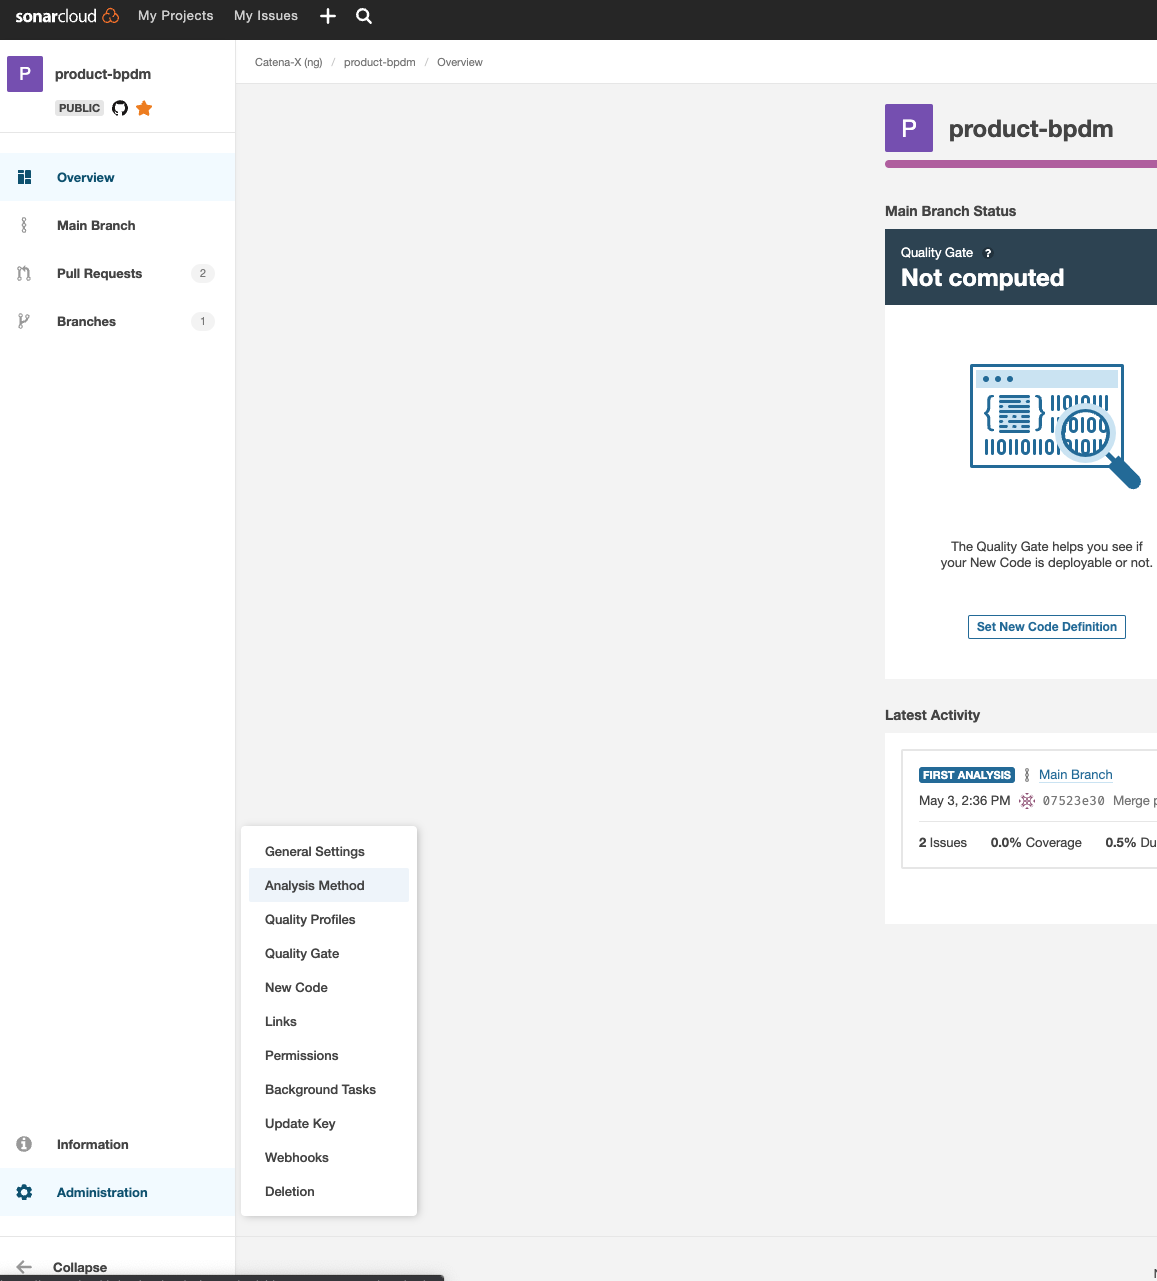 sonarcloud My Projects My Issues
P product-bpdm
PUBLIC
Overview
Main Branch
Pull Requests 2
Branches 1
Information
Administration
Collapse
General Settings
Analysis Method
Quality Profiles
Quality Gate
New Code
Links
Permissions
Background Tasks
Update Key
Webhooks
Deletion
Catena-X (ng) / product-bpdm / Overview
P product-bpdm
Main Branch Status
Quality Gate ?
Not computed
The Quality Gate helps you see if
your New Code is deployable or not.
Set New Code Definition
Latest Activity
FIRST ANALYSIS Main Branch
May 3, 2:36 PM 07523e30 Merge
2 Issues 0.0% Coverage 0.5% Du